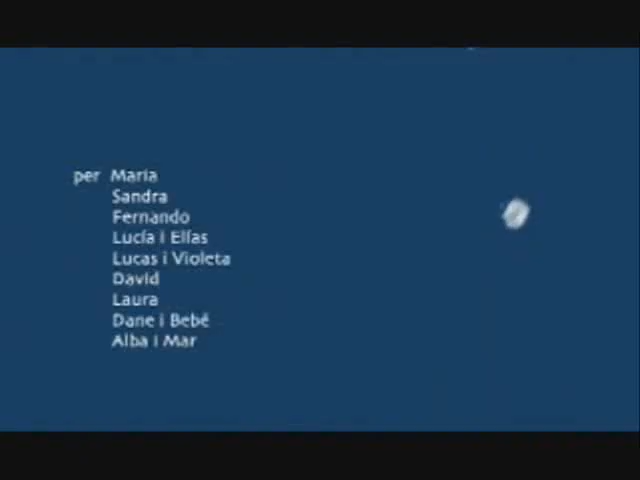 per Maria
Sandra
Fernando
Lucía i Elías
Lucas i Violeta
David
Laura
Dane i Bebé
Alba i Mar